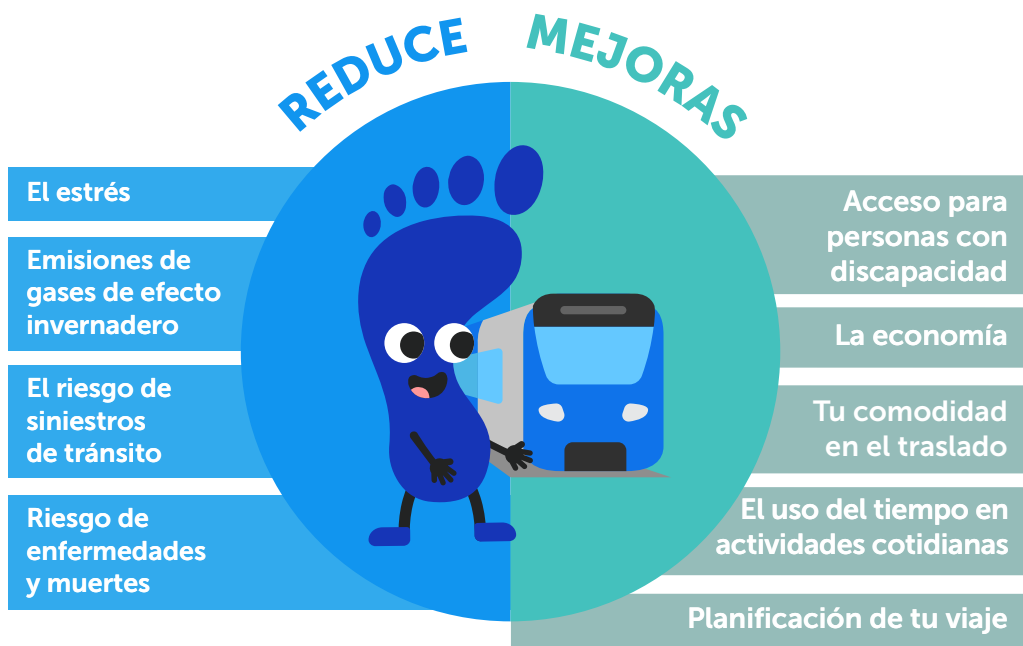 REDUCE
El estrés
Emisiones de
gases de efecto
invernadero
El riesgo de
siniestros
de tránsito
Riesgo de
enfermedades
y muertes
MEJORAS
Acceso para
personas con
discapacidad
La economía
Tu comodidad
en el traslado
El uso del tiempo en
actividades cotidianas
Planificación de tu viaje